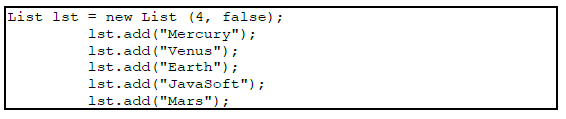 List lst = new List (4, false);
lst.add("Mercury");
lst.add("Venus");
lst.add("Earth");
lst.add("JavaSoft");
lst.add("Mars");